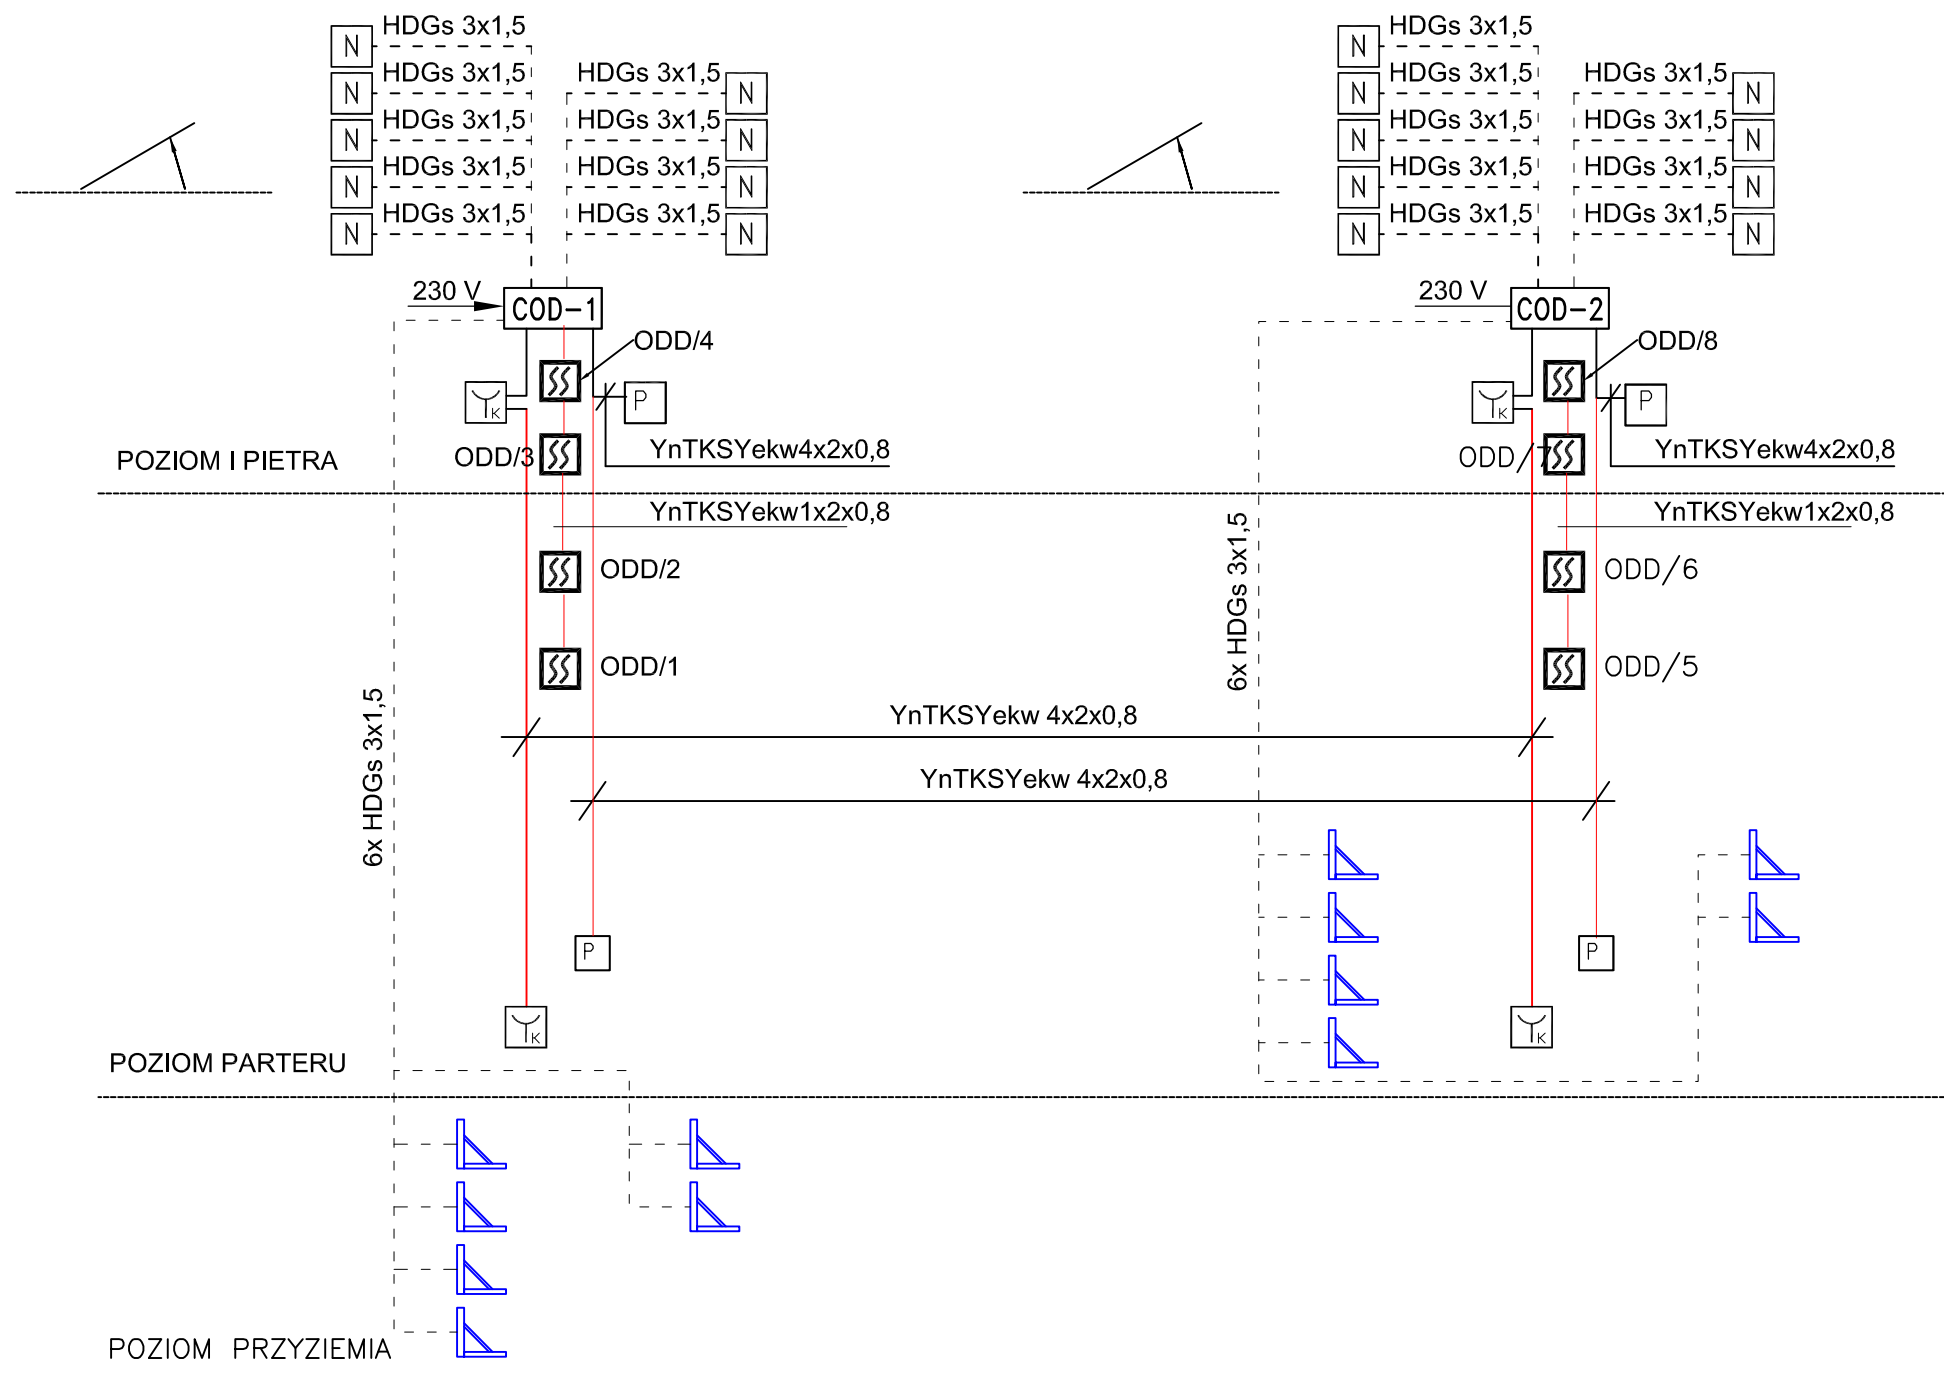 N HDGs 3x1,5
N HDGs 3x1,5
N HDGs 3x1,5
N HDGs 3x1,5
N HDGs 3x1,5
HDGs 3x1,5 N
HDGs 3x1,5 N
HDGs 3x1,5 N
HDGs 3x1,5 N
230 V
COD-1
ODD/4
K
P
ODD/3
YnTKSYekw4x2x0,8
YnTKSYekw1x2x0,8
ODD/2
ODD/1
6x HDGs 3x1,5
N HDGs 3x1,5
N HDGs 3x1,5
N HDGs 3x1,5
N HDGs 3x1,5
N HDGs 3x1,5
HDGs 3x1,5 N
HDGs 3x1,5 N
HDGs 3x1,5 N
HDGs 3x1,5 N
230 V
COD-2
ODD/8
K
P
ODD/7
YnTKSYekw4x2x0,8
YnTKSYekw1x2x0,8
ODD/6
ODD/5
6x HDGs 3x1,5
POZIOM I PIETRA
YnTKSYekw 4x2x0,8
YnTKSYekw 4x2x0,8
P
K
P
K
POZIOM PARTERU
POZIOM PRZYZIEMIA